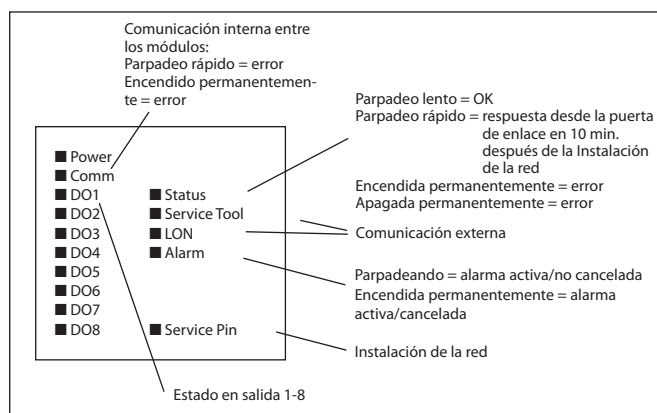 Comunicación interna entre
los módulos:
Parpadeo rápido = error
Encendido permanentemen-
te = error
Parpadeo lento = OK
Parpadeo rápido = respuesta desde la puerta
de enlace en 10 min.
después de la Instalación
de la red
Encendida permanentemente = error
Apagada permanentemente = error
Comunicación externa
Parpadeando = alarma activa/no cancelada
Encendida permanentemente = alarma
activa/cancelada
Instalación de la red
Power
Comm
DO1
DO2
DO3
DO4
DO5
DO6
DO7
DO8
Status
Service Tool
LON
Alarm
Service Pin
Estado en salida 1-8